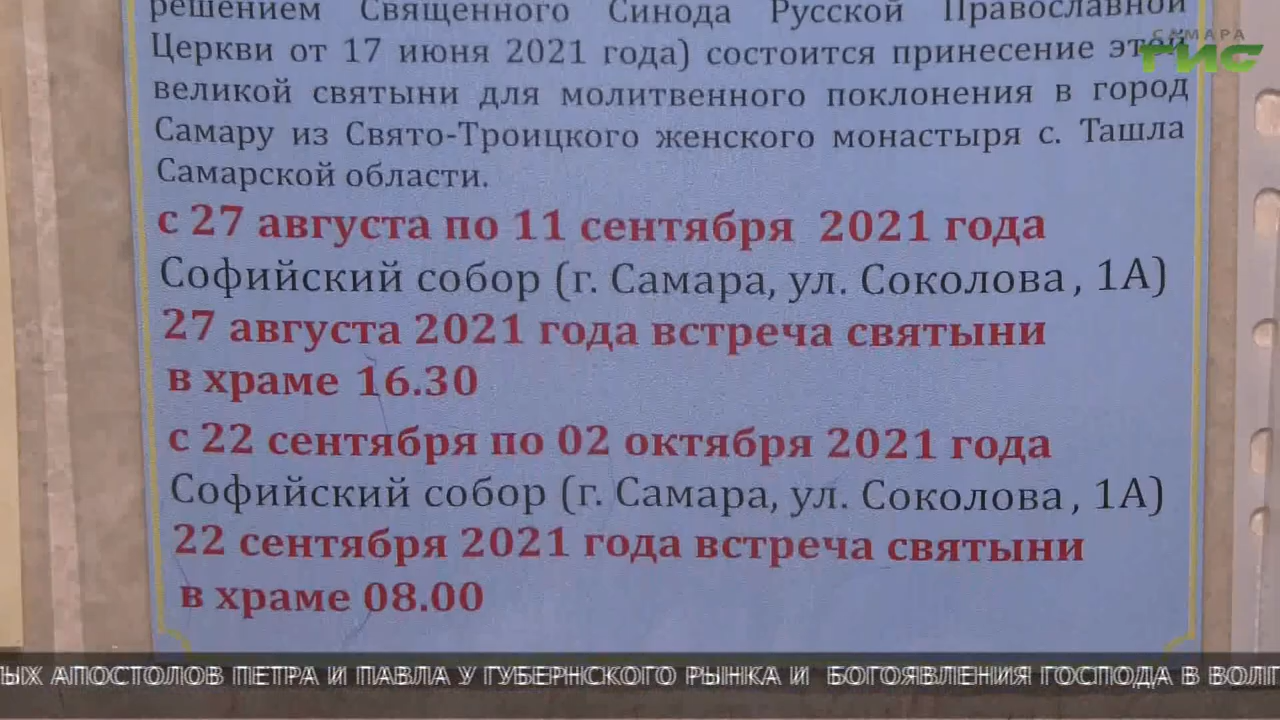 решением Священного Синода Русской Православной
САМАРА
ГИС
Церкви от 17 июня 2021 года) состоится принесение этой
великой святыни для молитвенного поклонения в город
Самару из Свято-Троицкого женского монастыря с. Ташла
Самарской области.
с 27 августа по 11 сентября 2021 года
Софийский собор (г. Самара, ул. Соколова , 1А)
27 августа 2021 года встреча святыни
в храме 16.30
с 22 сентября по 02 октября 2021 года
Софийский собор (г. Самара, ул. Соколова , 1А)
22 сентября 2021 года встреча святыни
в храме 08.00
ЫХ АПОСТОЛОВ ПЕТРА И ПАВЛА У ГУБЕРНСКОГО РЫНКА И БОГОЯВЛЕНИЯ ГОСПОДА В ВОЛГ